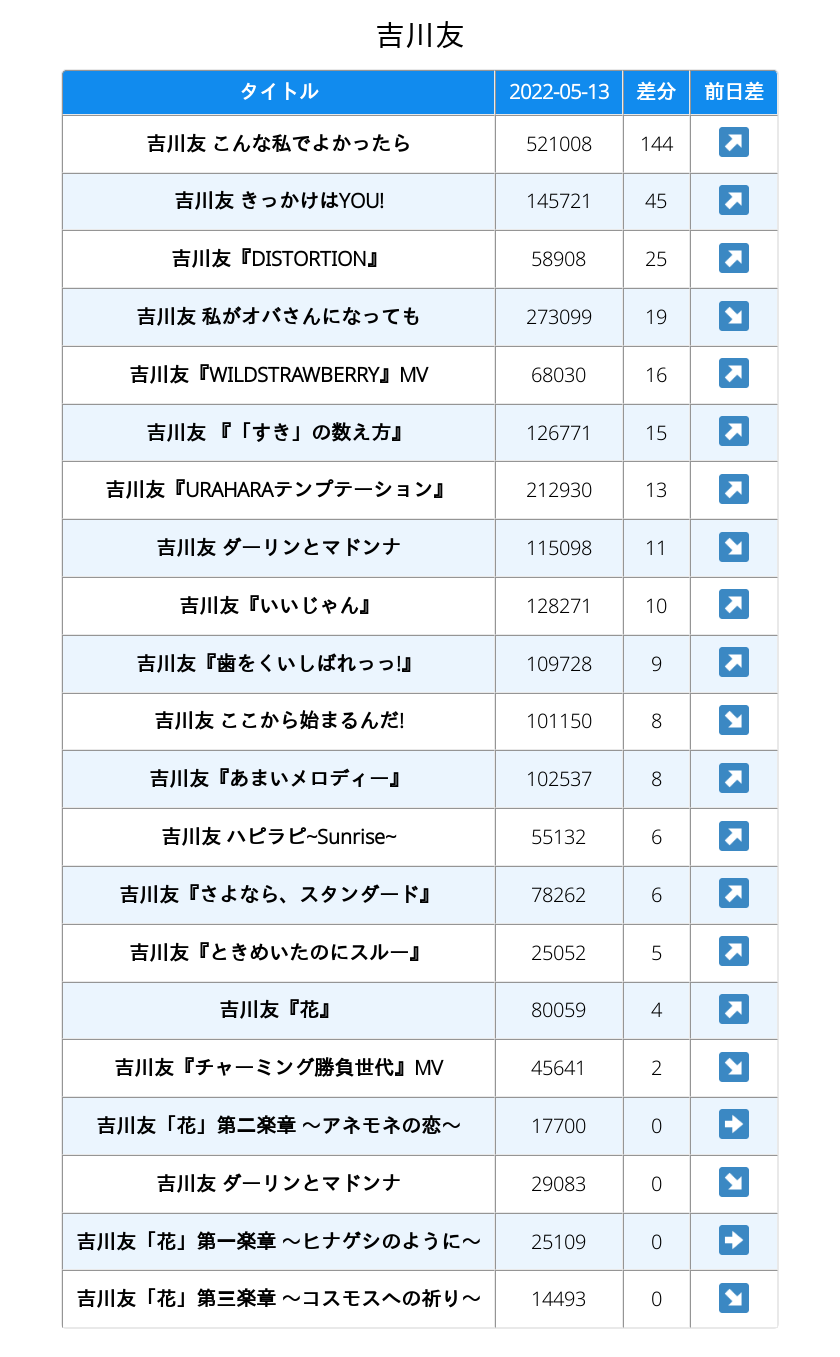 吉川友
タイトル 2022-05-13 差分 前日差
吉川友 こんな私でよかったら 521008 144 ↗
吉川友 きっかけはYOU! 145721 45 ↗
吉川友『DISTORTION』 58908 25 ↗
吉川友 私がオバさんになっても 273099 19 ↘
吉川友『WILDSTRAWBERRY』MV 68030 16 ↗
吉川友 『「すき」の数え方』 126771 15 ↗
吉川友『URAHARAテンプテーション』 212930 13 ↗
吉川友 ダーリンとマドンナ 115098 11 ↘
吉川友『いいじゃん』 128271 10 ↗
吉川友『歯をくいしばれっっ!』 109728 9 ↗
吉川友 ここから始まるんだ! 101150 8 ↘
吉川友『あまいメロディー』 102537 8 ↗
吉川友 ハピラピ~Sunrise~ 55132 6 ↗
吉川友『さよなら、スタンダード』 78262 6 ↗
吉川友『ときめいたのにスルー』 25052 5 ↗
吉川友『花』 80059 4 ↗
吉川友『チャーミング勝負世代』MV 45641 2 ↘
吉川友「花」第二楽章 ～アネモネの恋～ 17700 0 ➡
吉川友 ダーリンとマドンナ 29083 0 ↘
吉川友「花」第一楽章 ～ヒナゲシのように～ 25109 0 ➡
吉川友「花」第三楽章 ～コスモスへの祈り～ 14493 0 ↘